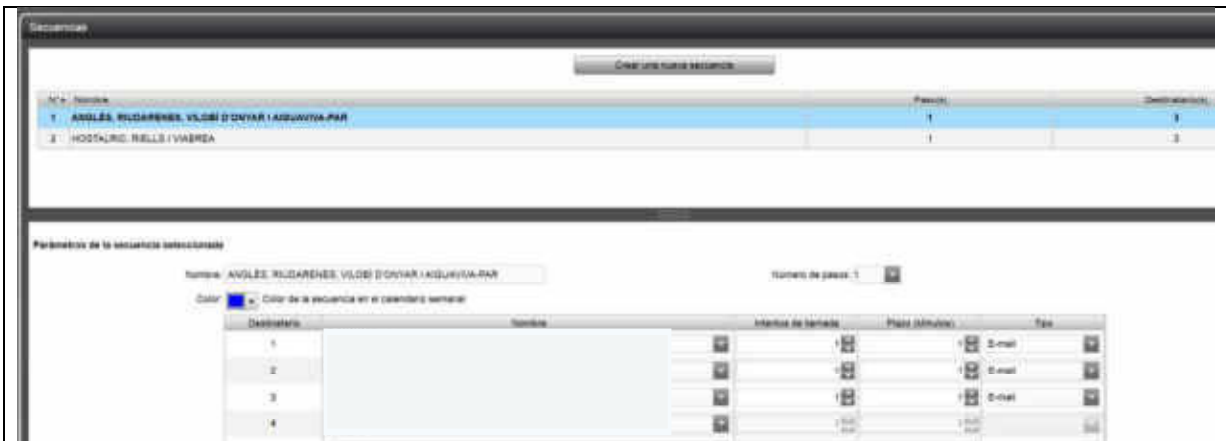 Secuencias
Crear una nueva secuencia
Nº Nombre Paso(s) Destinatario(s)
1 ANGLÈS, RIUDARENES, VILOBÍ D'ONYAR I AIGUAVIVA-PAR 1 3
2 HOSTALRIC, RIELLS I VIABREA 1 3
Parámetros de la secuencia seleccionada
Nombre: ANGLÈS, RIUDARENES, VILOBÍ D'ONYAR I AIGUAVIVA-PAR Número de pasos: 1
Color: Color de la secuencia en el calendario semanal
Destinatario Nombre Intentos de llamada Plazo (Minutos) Tipo
1 1 1 E-mail
2 1 1 E-mail
3 1 1 E-mail
4